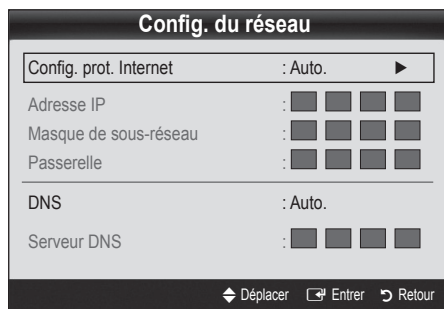 Config. du réseau
Config. prot. Internet : Auto. ►
Adresse IP :
Masque de sous-réseau :
Passerelle :
DNS : Auto.
Serveur DNS :
Déplacer Entrer Retour